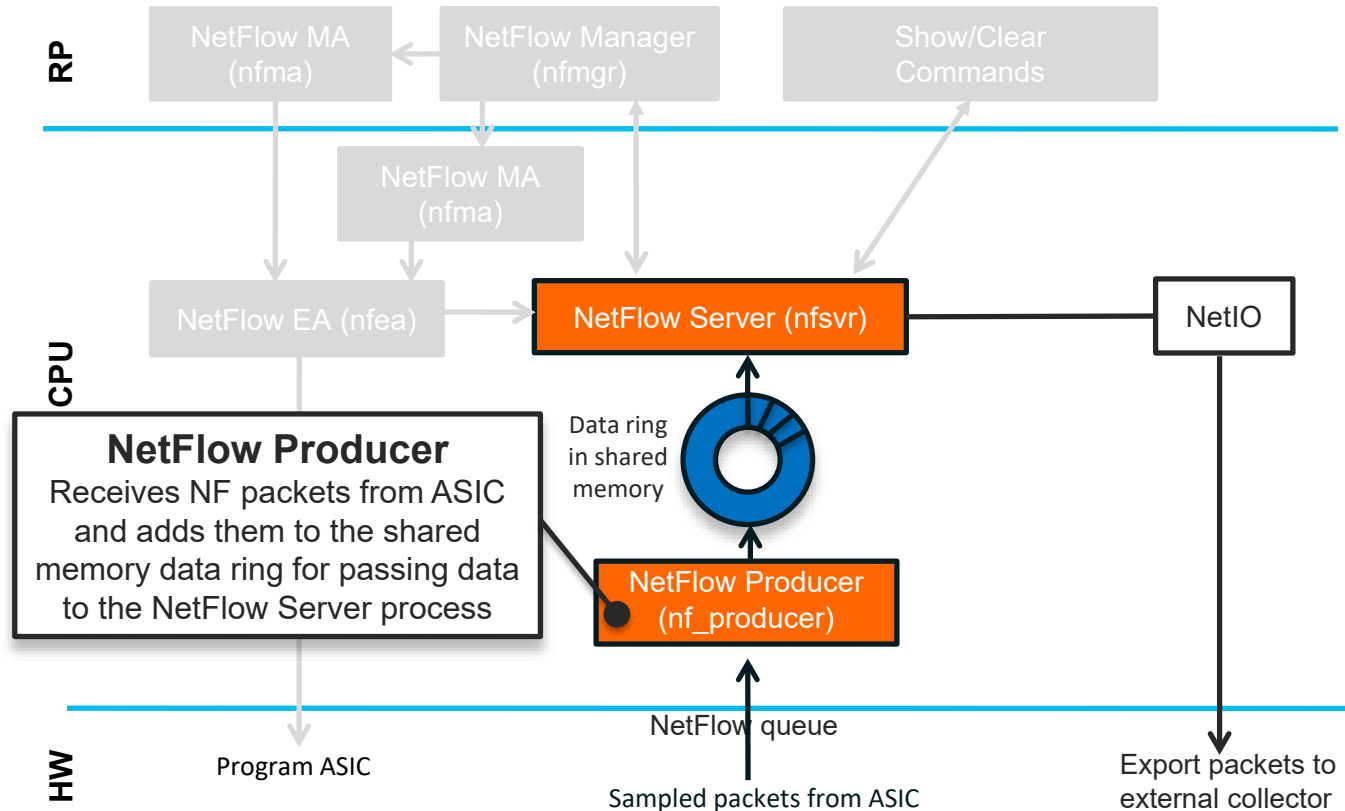 RP
NetFlow MA
(nfma)
NetFlow Manager
(nfmgr)
Show/Clear
Commands
NetFlow MA
(nfma)
CPU
NetFlow EA (nfea)
NetFlow Server (nfsvr)
NetIO
Data ring
in shared
memory
NetFlow Producer
Receives NF packets from ASIC
and adds them to the shared
memory data ring for passing data
to the NetFlow Server process
NetFlow Producer
(nf_producer)
HW
NetFlow queue
Program ASIC
Sampled packets from ASIC
Export packets to
external collector